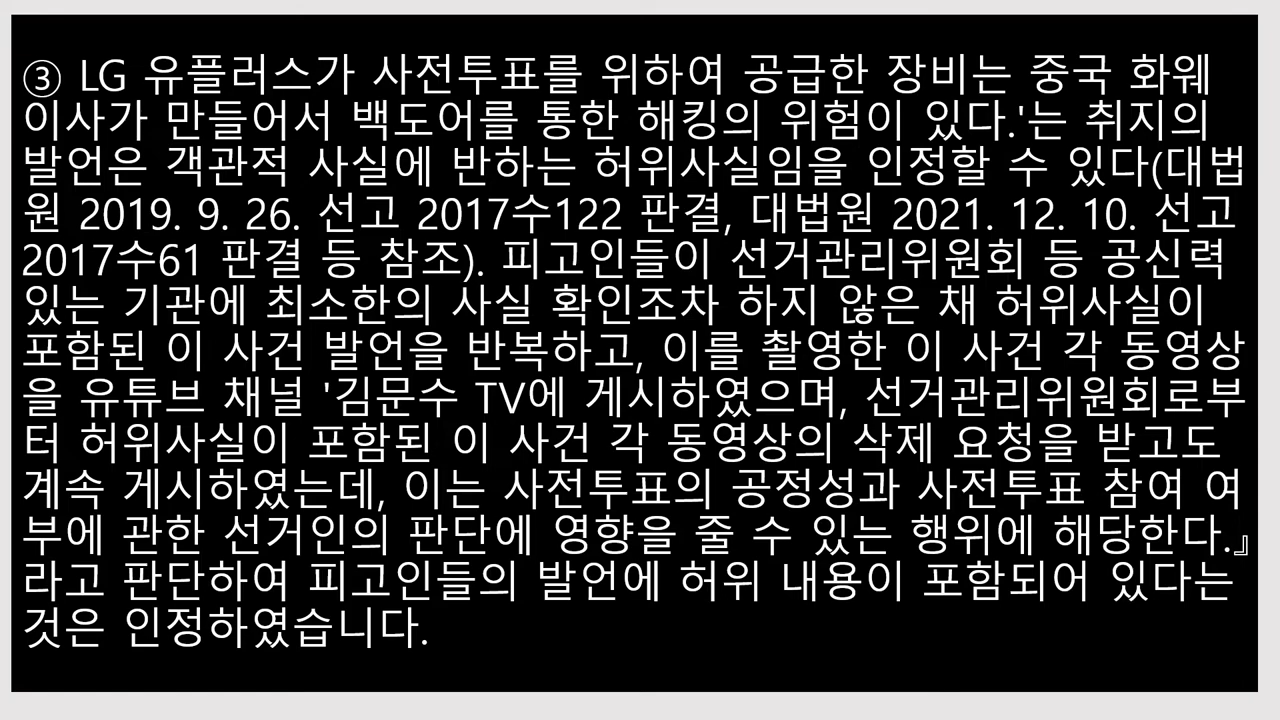 ③ LG 유플러스가 사전투표를 위하여 공급한 장비는 중국 화웨
이사가 만들어서 백도어를 통한 해킹의 위험이 있다.'는 취지의
발언은 객관적 사실에 반하는 허위사실임을 인정할 수 있다(대법
원 2019. 9. 26. 선고 2017수122 판결, 대법원 2021. 12. 10. 선고
2017수61 판결 등 참조). 피고인들이 선거관리위원회 등 공신력
있는 기관에 최소한의 사실 확인조차 하지 않은 채 허위사실이
포함된 이 사건 발언을 반복하고, 이를 촬영한 이 사건 각 동영상
을 유튜브 채널 '김문수 TV에 게시하였으며, 선거관리위원회로부
터 허위사실이 포함된 이 사건 각 동영상의 삭제 요청을 받고도
계속 게시하였는데, 이는 사전투표의 공정성과 사전투표 참여 여
부에 관한 선거인의 판단에 영향을 줄 수 있는 행위에 해당한다.』
라고 판단하여 피고인들의 발언에 허위 내용이 포함되어 있다는
것은 인정하였습니다.